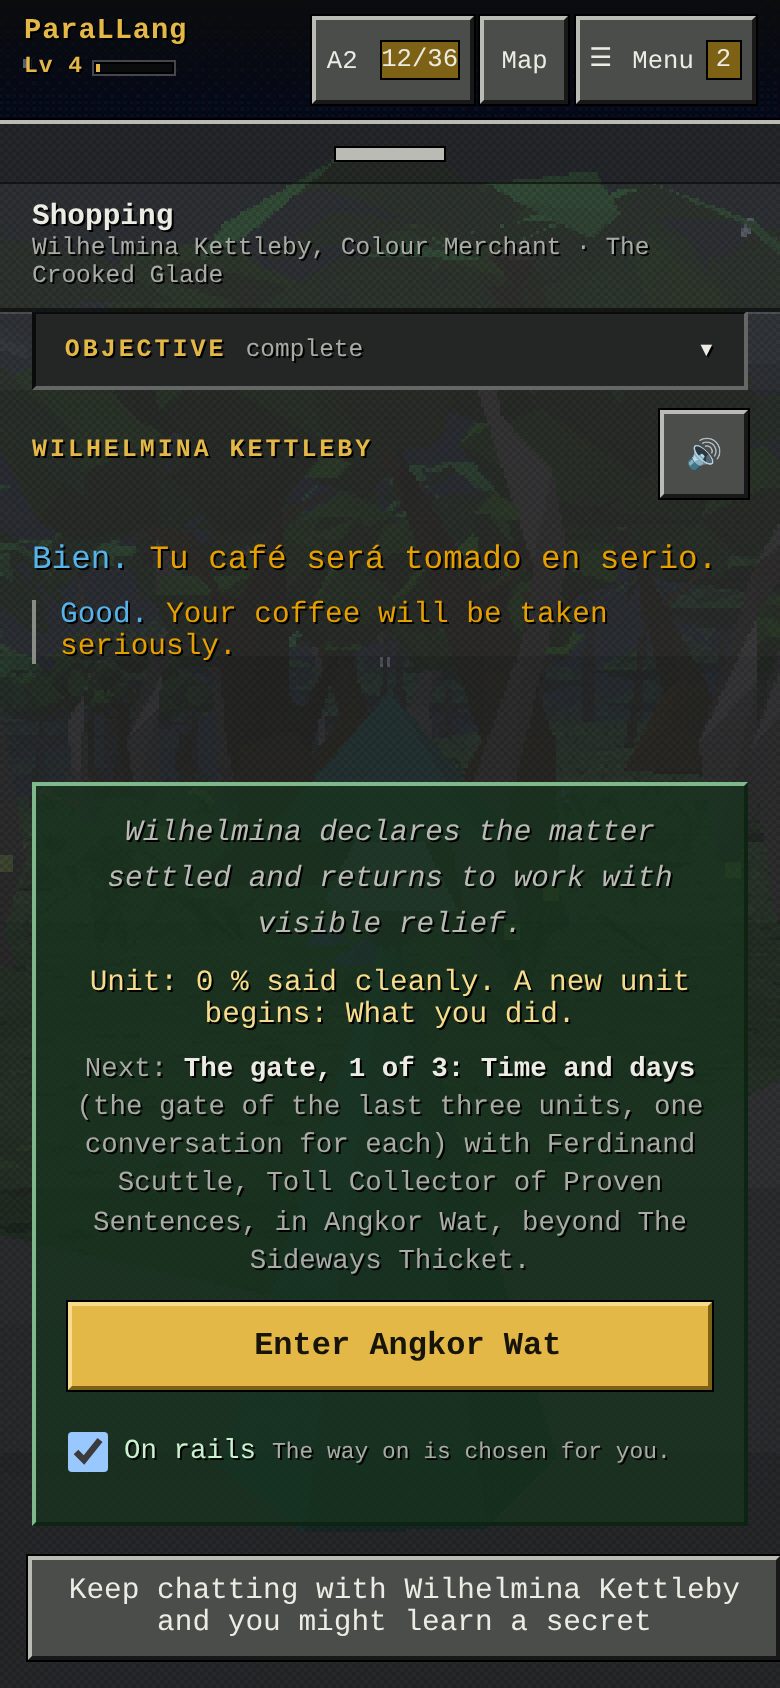 ParaLLang
Lv 4
A2 12/36
Map
☰ Menu 2
Shopping
Wilhelmina Kettleby, Colour Merchant · The
Crooked Glade
OBJECTIVE complete ▼
WILHELMINA KETTLEBY
Bien. Tu café será tomado en serio.
Good. Your coffee will be taken
seriously.
Wilhelmina declares the matter
settled and returns to work with
visible relief.
Unit: 0 % said cleanly. A new unit
begins: What you did.
Next: The gate, 1 of 3: Time and days
(the gate of the last three units, one
conversation for each) with Ferdinand
Scuttle, Toll Collector of Proven
Sentences, in Angkor Wat, beyond The
Sideways Thicket.
Enter Angkor Wat
On rails The way on is chosen for you.
Keep chatting with Wilhelmina Kettleby
and you might learn a secret